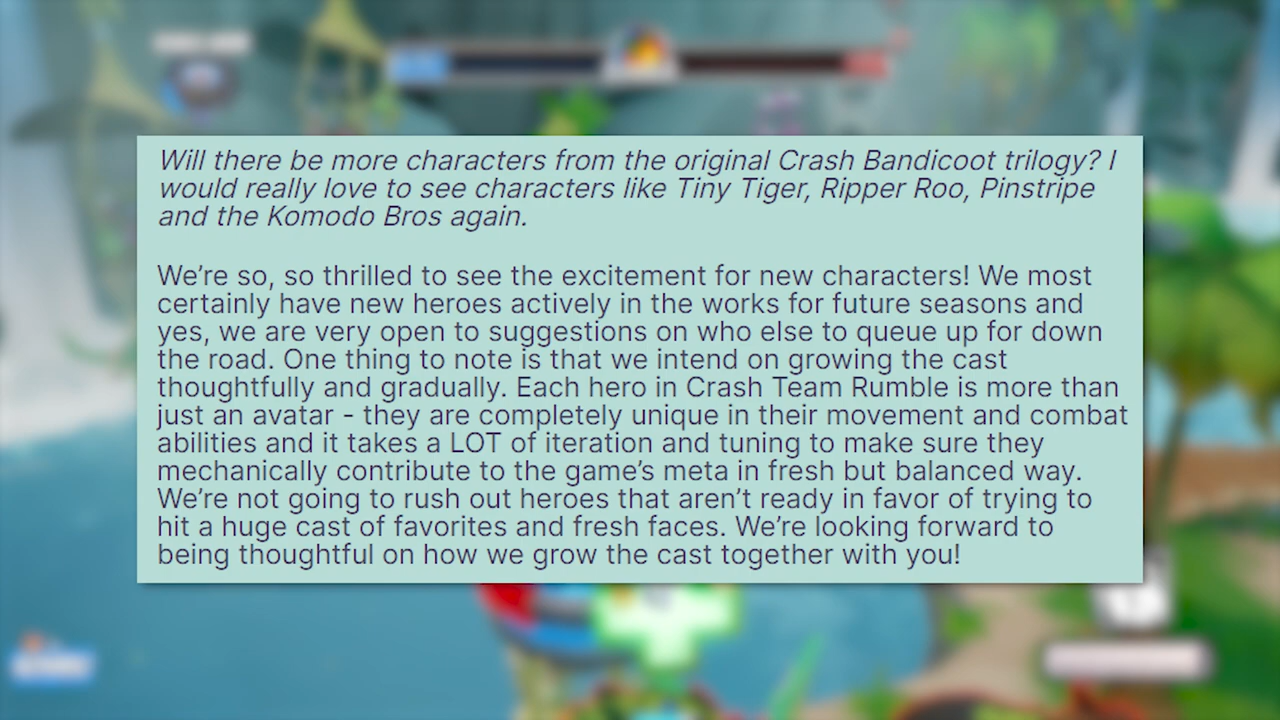 Will there be more characters from the original Crash Bandicoot trilogy? I
would really love to see characters like Tiny Tiger, Ripper Roo, Pinstripe
and the Komodo Bros again.
We're so, so thrilled to see the excitement for new characters! We most
certainly have new heroes actively in the works for future seasons and
yes, we are very open to suggestions on who else to queue up for down
the road. One thing to note is that we intend on growing the cast
thoughtfully and gradually. Each hero in Crash Team Rumble is more than
just an avatar - they are completely unique in their movement and combat
abilities and it takes a LOT of iteration and tuning to make sure they
mechanically contribute to the game's meta in fresh but balanced way.
We're not going to rush out heroes that aren't ready in favor of trying to
hit a huge cast of favorites and fresh faces. We're looking forward to
being thoughtful on how we grow the cast together with you!